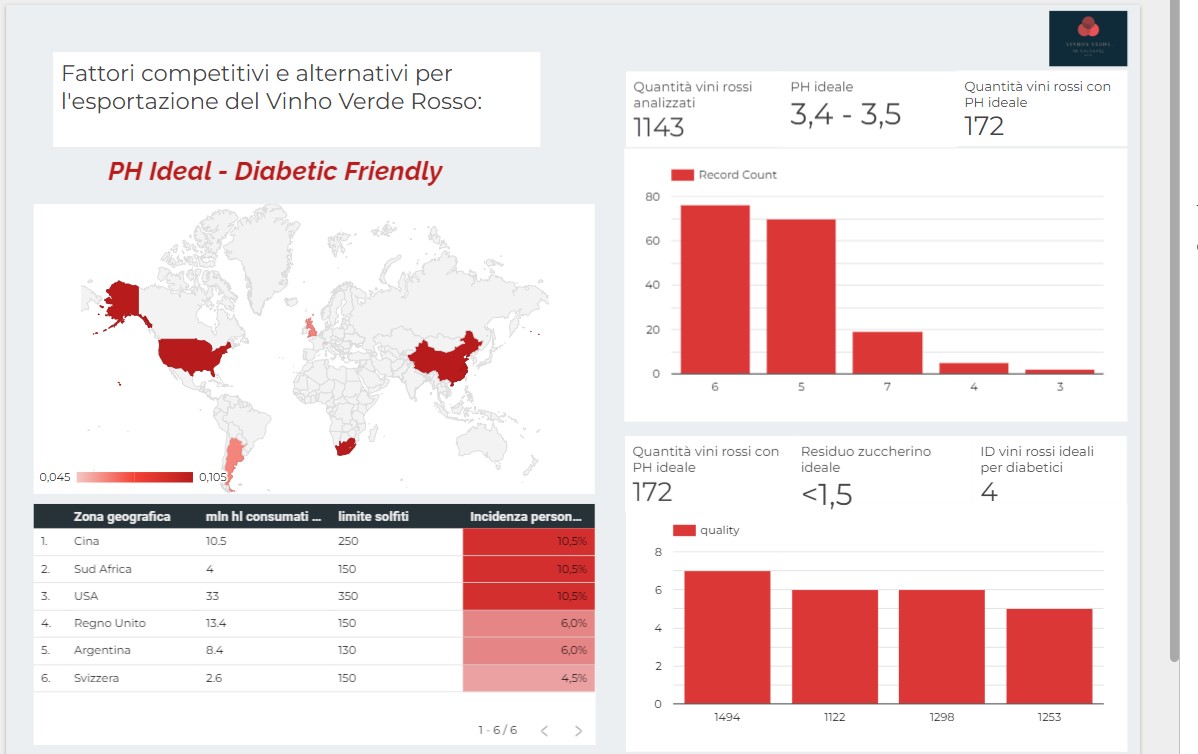 Fattori competitivi e alternativi per
l'esportazione del Vinho Verde Rosso:
PH Ideal - Diabetic Friendly
0,045
0,105
Zona geografica mln hl consumati ... limite solfiti Incidenza person...
1. Cina 10.5 250 10,5%
2. Sud Africa 4 150 10,5%
3. USA 33 350 10,5%
4. Regno Unito 13.4 150 6,0%
5. Argentina 8.4 130 6,0%
6. Svizzera 2.6 150 4,5%
1 - 6 / 6 < >
Quantità vini rossi
analizzati
1143
PH ideale
3,4 - 3,5
Quantità vini rossi con
PH ideale
172
Record Count
80
60
40
20
0
6 5 7 4 3
Quantità vini rossi con
PH ideale
172
Residuo zuccherino
ideale
<1,5
ID vini rossi ideali
per diabetici
4
quality
8
6
4
2
0
1494 1122 1298 1253